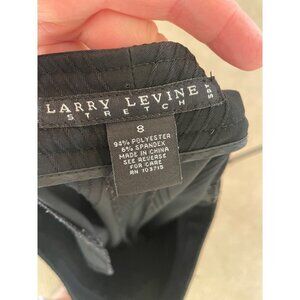 LARRY LEVINE
STRETCH
8
94% POLYESTER
6% SPANDEX
MADE IN CHINA
SEE REVERSE
FOR CARE
RN 103715